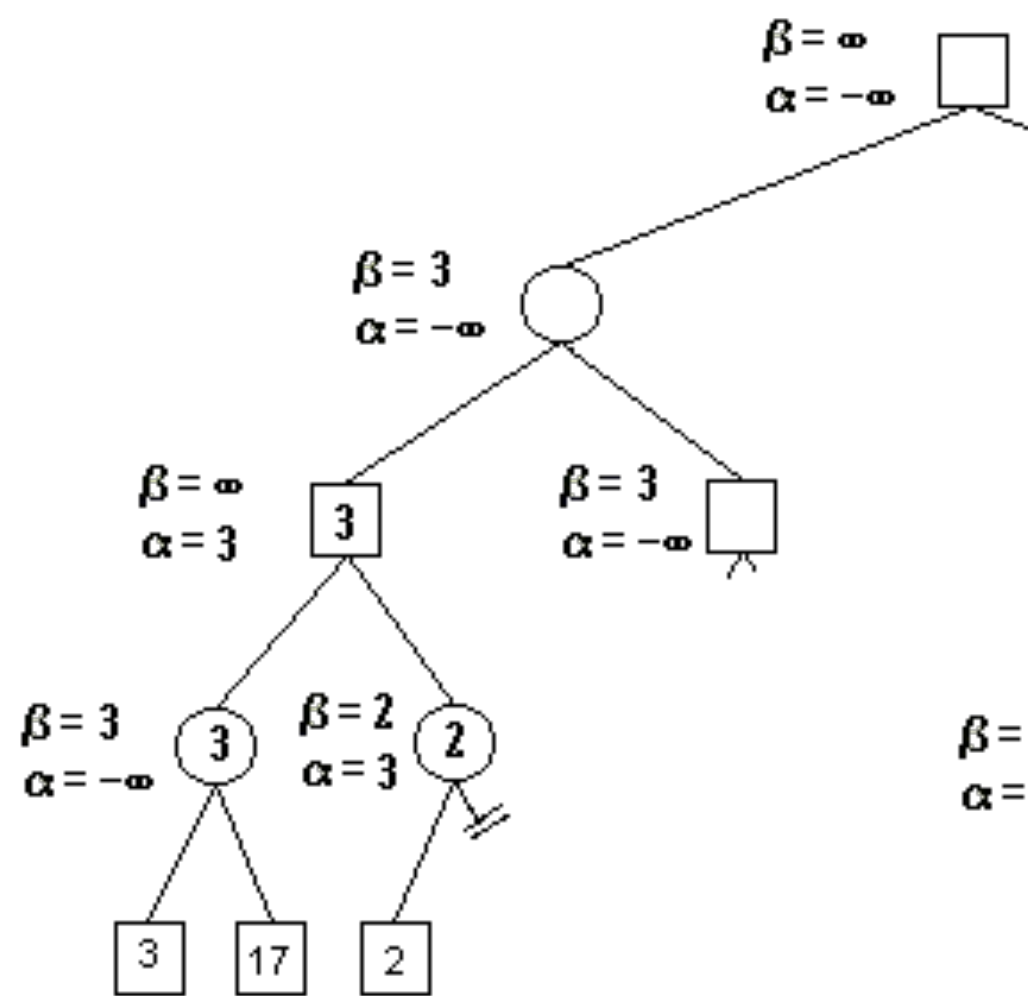 β = ∞
α = −∞
β = 3
α = −∞
β = ∞
α = 3
3
β = 3
α = −∞
β = 3
α = −∞
3
β = 2
α = 3
2
β =
α =
3
17
2